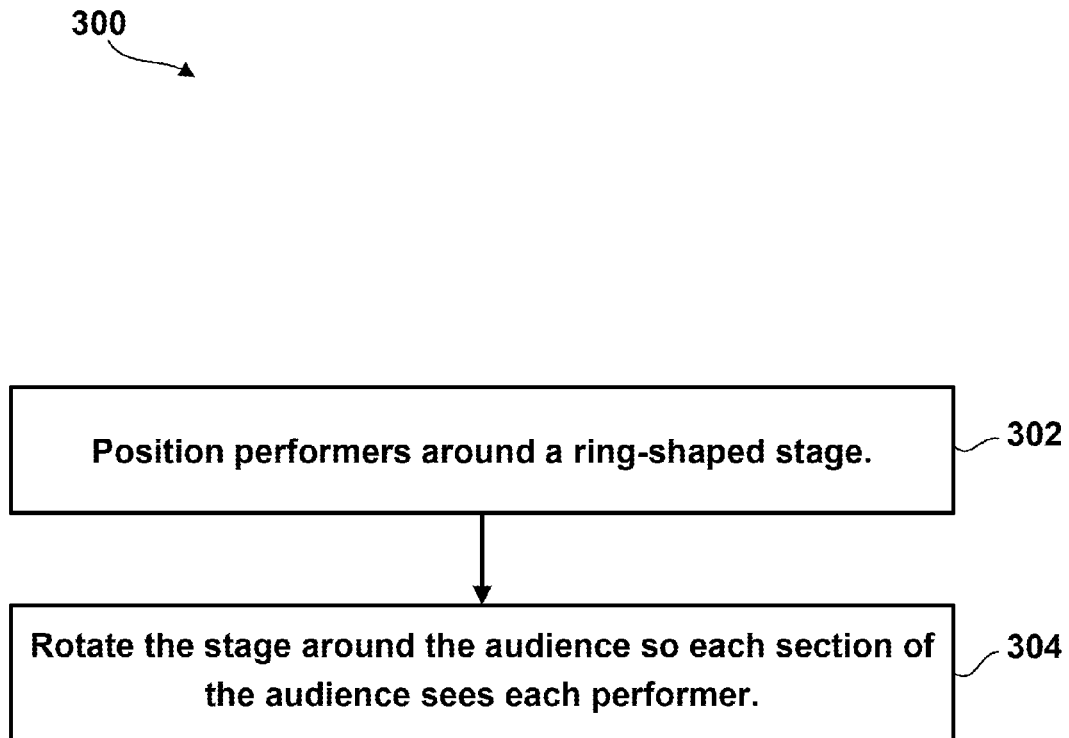 300
Position performers around a ring-shaped stage.
302
Rotate the stage around the audience so each section of
the audience sees each performer.
304